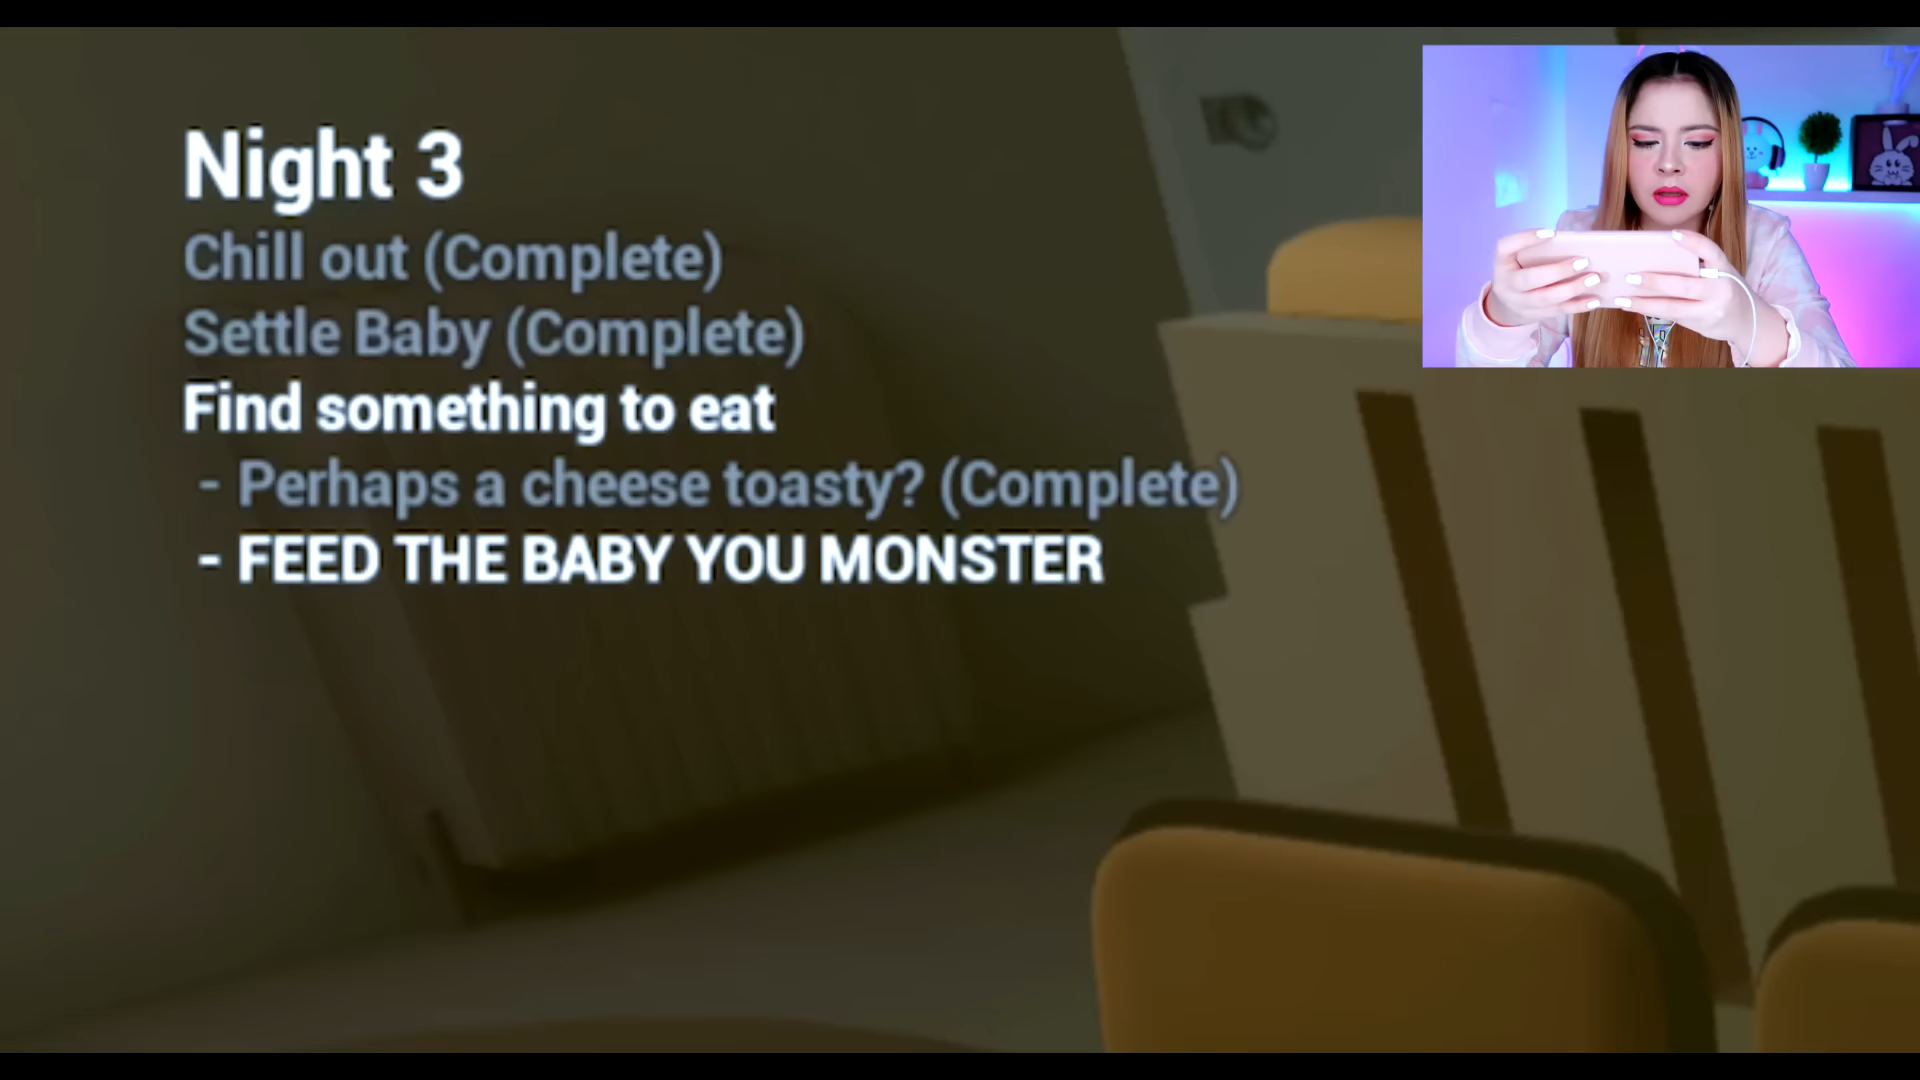 Night 3
Chill out (Complete)
Settle Baby (Complete)
Find something to eat
- Perhaps a cheese toasty? (Complete)
- FEED THE BABY YOU MONSTER